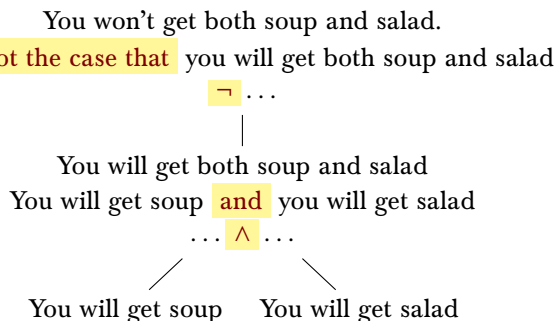 You won’t get both soup and salad.
ot the case that you will get both soup and salad
¬ . . .
You will get both soup and salad
You will get soup and you will get salad
. . . ∧ . . .
You will get soup You will get salad